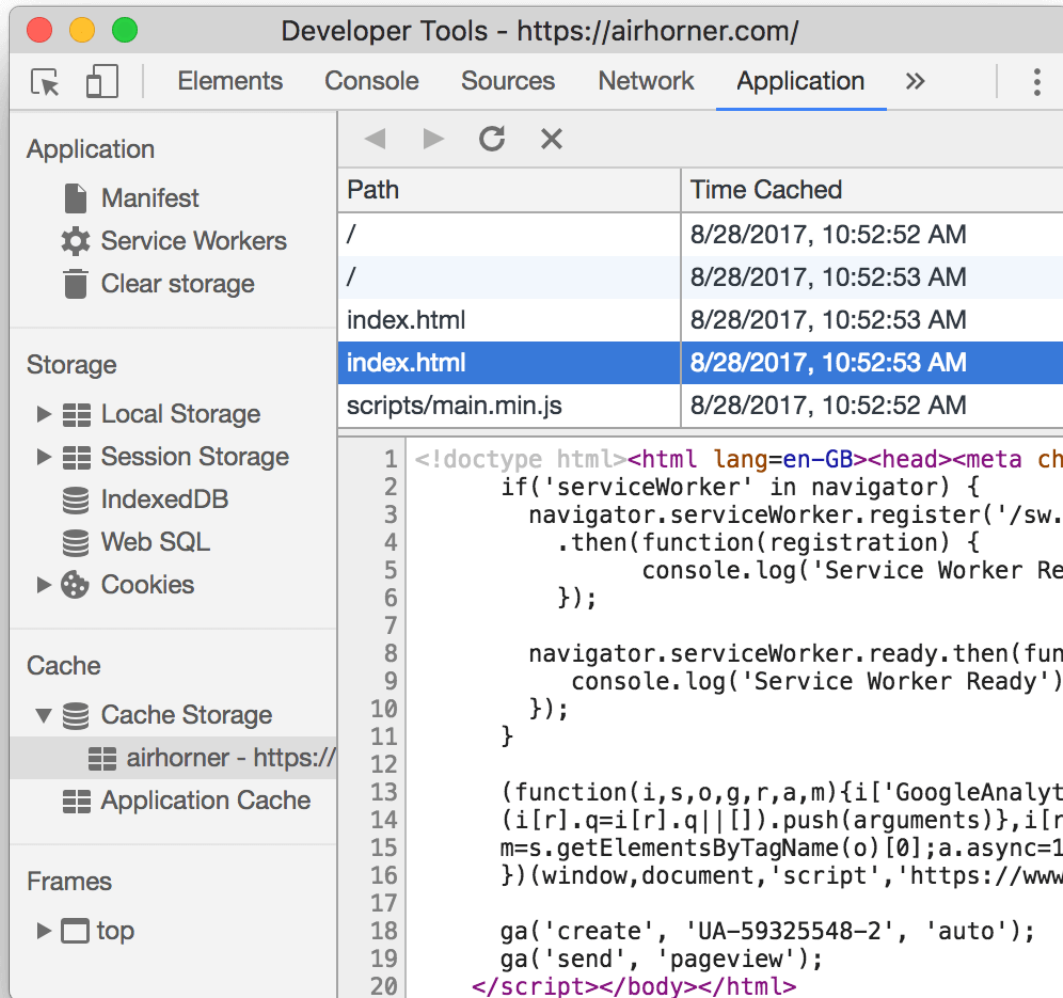 Developer Tools - https://airhorner.com/
Elements Console Sources Network Application »
Application
Manifest
Service Workers
Clear storage
Storage
Local Storage
Session Storage
IndexedDB
Web SQL
Cookies
Cache
Cache Storage
airhorner - https://
Application Cache
Frames
top
Path Time Cached
/ 8/28/2017, 10:52:52 AM
/ 8/28/2017, 10:52:53 AM
index.html 8/28/2017, 10:52:53 AM
index.html 8/28/2017, 10:52:53 AM
scripts/main.min.js 8/28/2017, 10:52:52 AM
1 <!doctype html><html lang=en-GB><head><meta ch
2 if('serviceWorker' in navigator) {
3 navigator.serviceWorker.register('/sw.
4 .then(function(registration) {
5 console.log('Service Worker Re
6 });
7
8 navigator.serviceWorker.ready.then(fun
9 console.log('Service Worker Ready')
10 });
11 }
12
13 (function(i,s,o,g,r,a,m){i['GoogleAnalyt
14 (i[r].q=i[r].q||[]).push(arguments)},i[r
15 m=s.getElementsByTagName(o)[0];a.async=1
16 })(window,document,'script','https://www
17
18 ga('create', 'UA-59325548-2', 'auto');
19 ga('send', 'pageview');
20 </script></body></html>